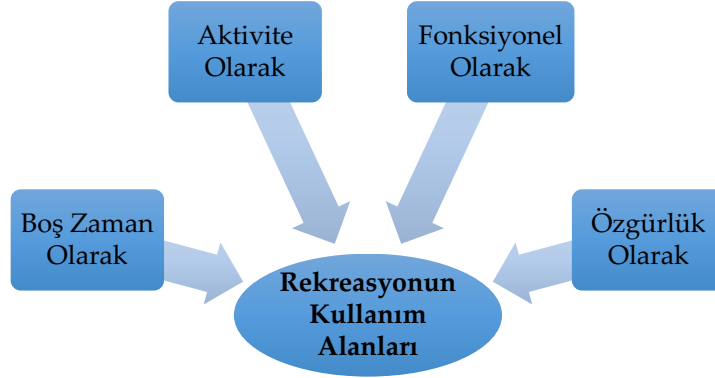 Aktivite
Olarak
Fonksiyonel
Olarak
Boş Zaman
Olarak
Özgürlük
Olarak
Rekreasyonun
Kullanım
Alanları